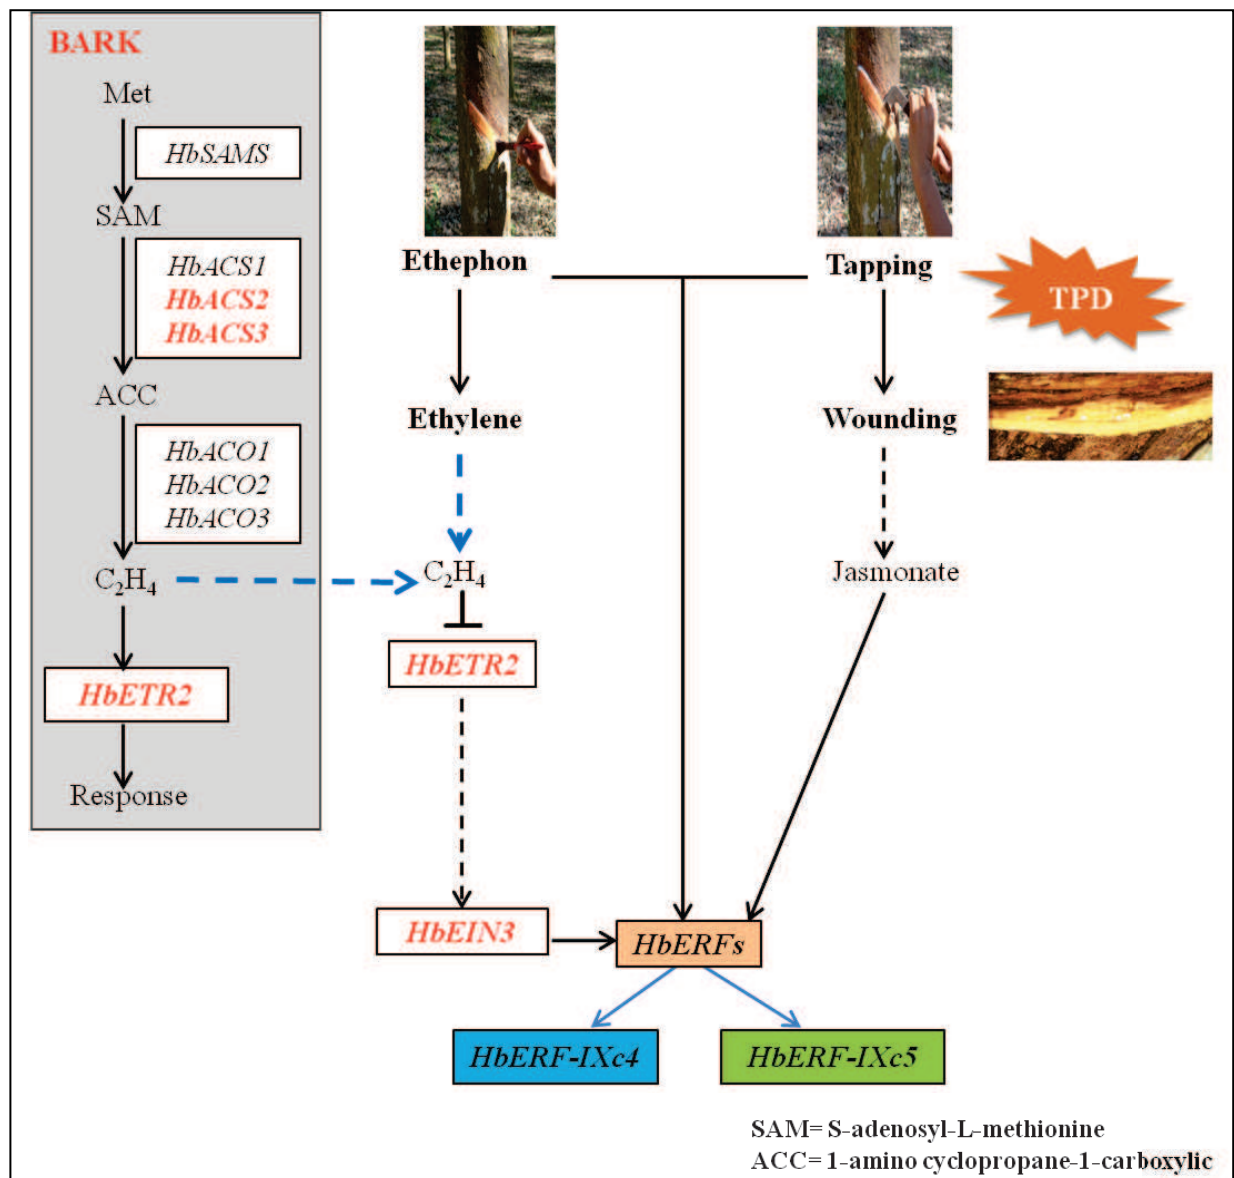 BARK
Met
HbSAMS
SAM
HbACS1
HbACS2
HbACS3
ACC
HbACO1
HbACO2
HbACO3
C₂H₄
HbETR2
Response
Ethephon
Ethylene
C₂H₄
HbETR2
HbEIN3
Tapping
TPD
Wounding
Jasmonate
HbERFs
HbERF-IXc4
HbERF-IXc5
SAM= S-adenosyl-L-methionine
ACC= 1-amino cyclopropane-1-carboxylic